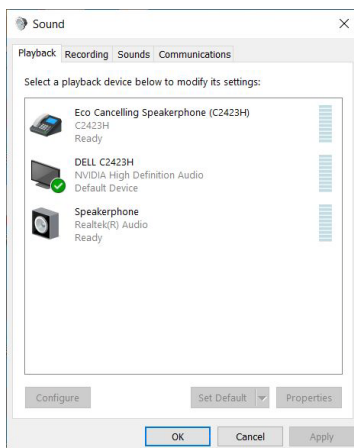 Sound
Playback Recording Sounds Communications
Select a playback device below to modify its settings:
Eco Cancelling Speakerphone (C2423H)
C2423H
Ready
DELL C2423H
NVIDIA High Definition Audio
Default Device
Speakerphone
Realtek(R) Audio
Ready
Configure Set Default Properties
OK Cancel Apply